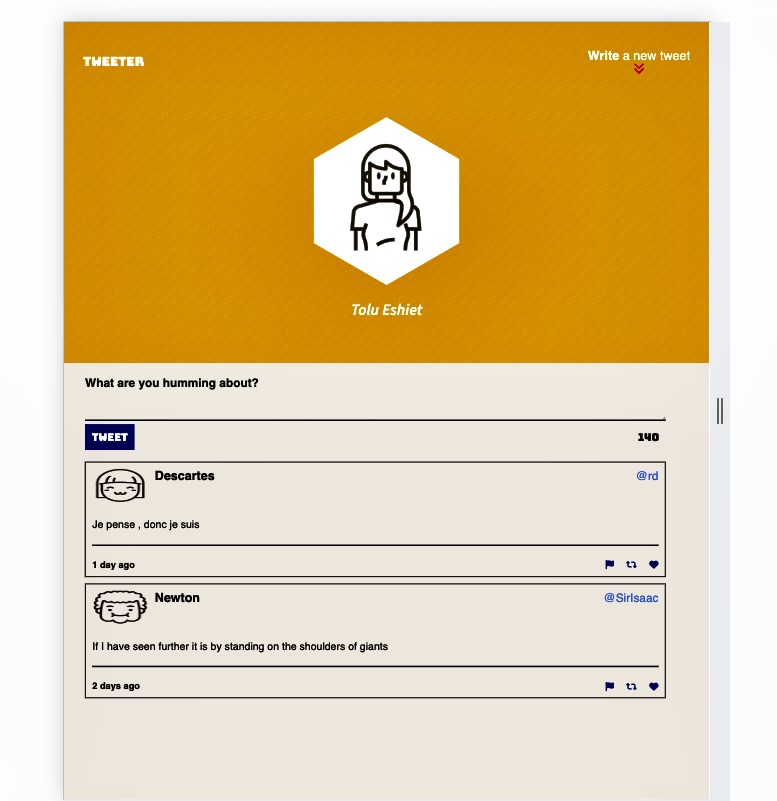 TWEETER
Write a new tweet
Tolu Eshiet
What are you humming about?
TWEET
140
Descartes
@rd
Je pense , donc je suis
1 day ago
Newton
@SirIsaac
If I have seen further it is by standing on the shoulders of giants
2 days ago